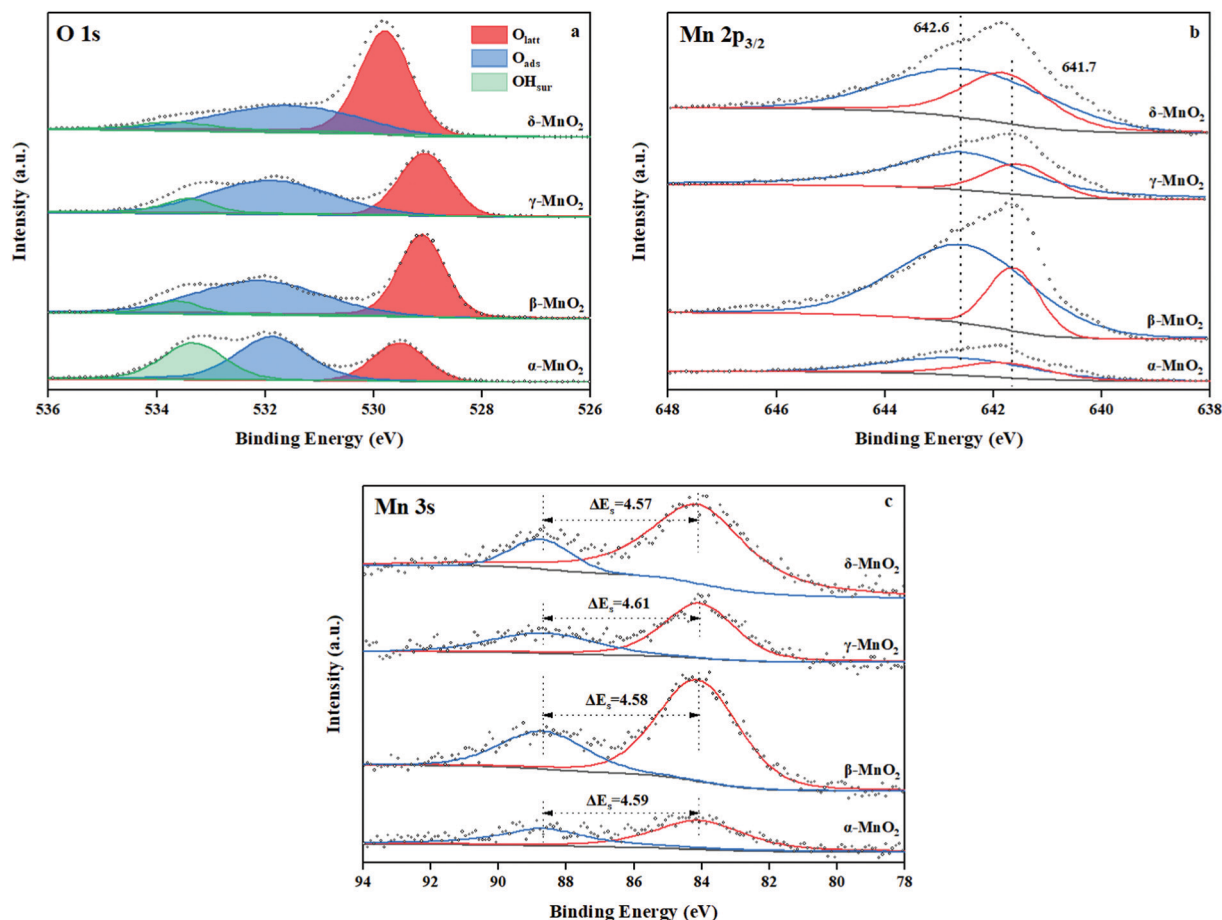 O 1s
a
O_latt
O_ads
OH_sur
δ-MnO₂
γ-MnO₂
β-MnO₂
α-MnO₂
Intensity (a.u.)
536 534 532 530 528 526
Binding Energy (eV)
Mn 2p₃/₂
b
642.6
641.7
δ-MnO₂
γ-MnO₂
β-MnO₂
α-MnO₂
Intensity (a.u.)
648 646 644 642 640 638
Binding Energy (eV)
Mn 3s
c
ΔEₛ=4.57
δ-MnO₂
ΔEₛ=4.61
γ-MnO₂
ΔEₛ=4.58
β-MnO₂
ΔEₛ=4.59
α-MnO₂
Intensity (a.u.)
94 92 90 88 86 84 82 80 78
Binding Energy (eV)